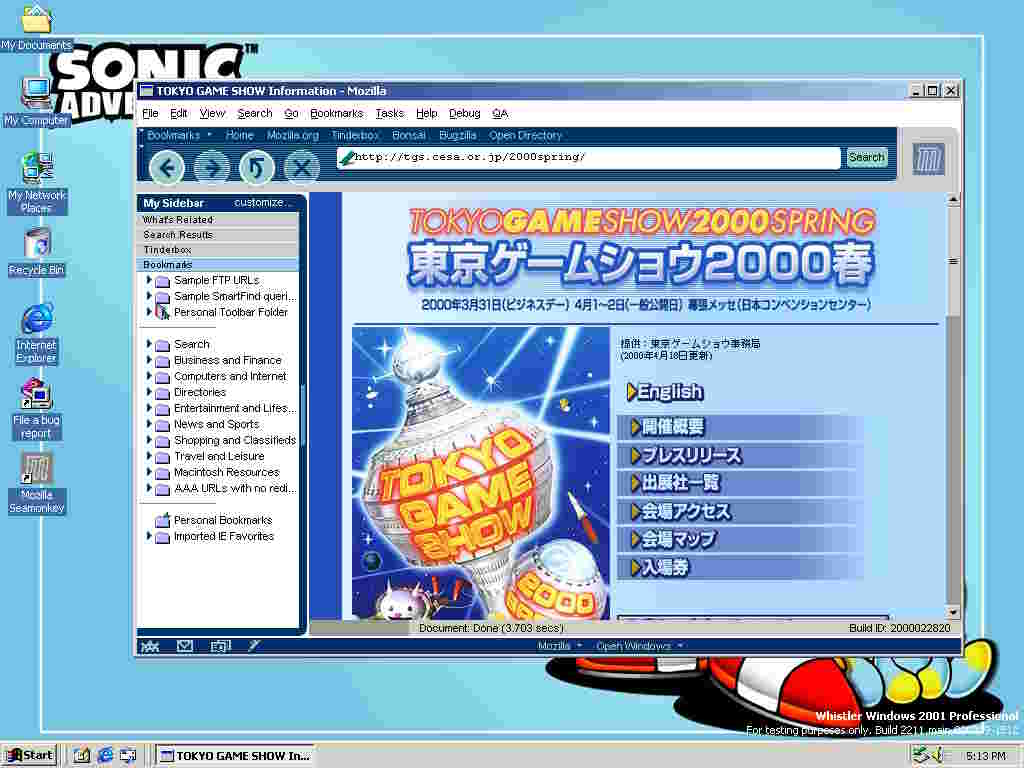 My Documents
My Computer
My Network
Places
Recycle Bin
Internet
Explorer
File a bug
report
Mozilla
Seamonkey
SONIC TM
ADVE
TOKYO GAME SHOW Information - Mozilla
File Edit View Search Go Bookmarks Tasks Help Debug QA
Bookmarks Home Mozilla.org Tinderbox Bonsai Bugzilla Open Directory
http://tgs.cesa.or.jp/2000spring/ Search
My Sidebar customize...
What's Related
Search Results
Tinderbox
Bookmarks
Sample FTP URLs
Sample SmartFind queri...
Personal Toolbar Folder
Search
Business and Finance
Computers and Internet
Directories
Entertainment and Lifes...
News and Sports
Shopping and Classifieds
Travel and Leisure
Macintosh Resources
AAA URLs with no redi...
Personal Bookmarks
Imported IE Favorites
TOKYOGAMESHOW2000SPRING
東京ゲームショウ2000春
2000年3月31日(ビジネスデー) 4月1〜2日(一般公開日) 幕張メッセ(日本コンベンションセンター)
TOKYO
GAME
SHOW
2000
提供：東京ゲームショウ事務局
(2000年4月18日更新)
English
開催概要
プレスリリース
出展社一覧
会場アクセス
会場マップ
入場券
Document: Done (3.703 secs) Build ID: 2000022820
Mozilla Open Windows
Whistler Windows 2001 Professional
For testing purposes only. Build 2211.main
Start TOKYO GAME SHOW In... 5:13 PM